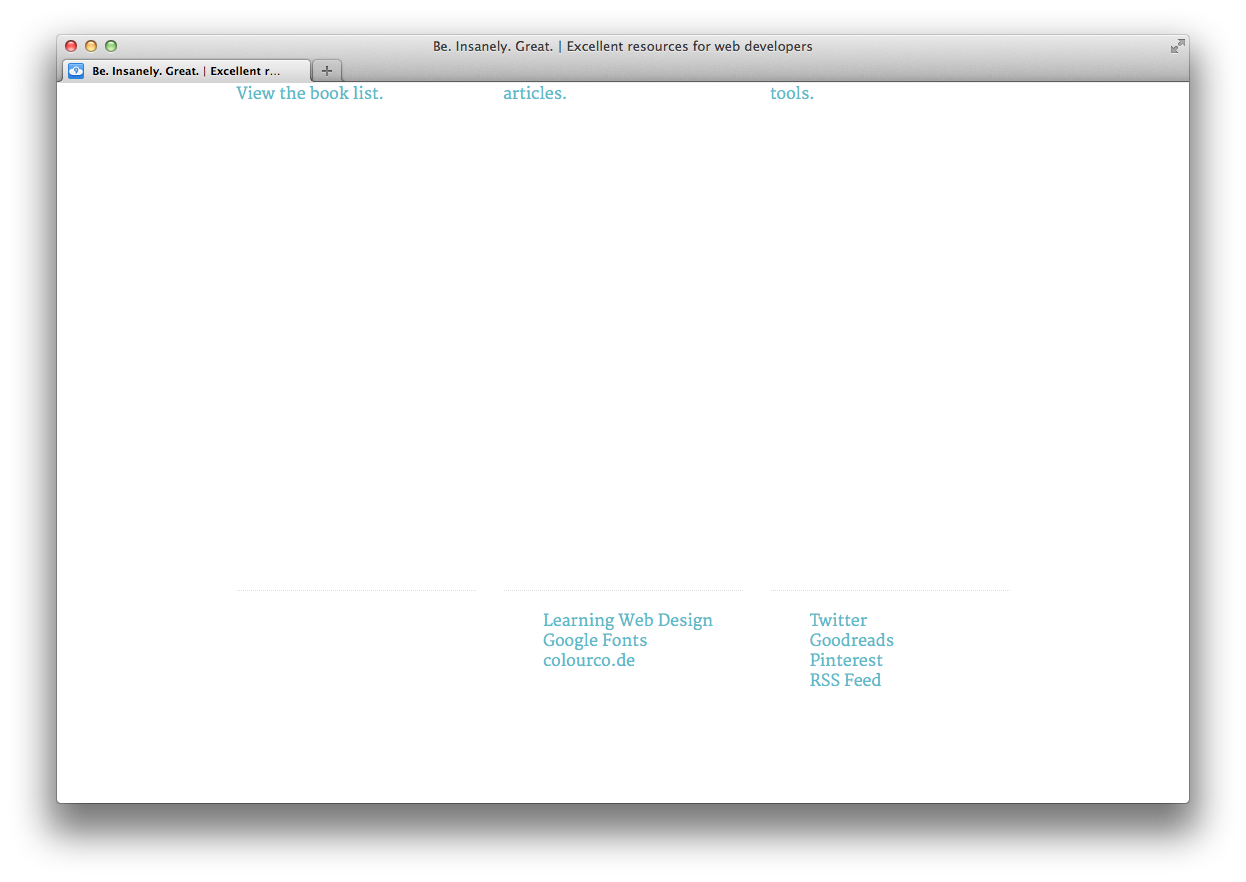 Be. Insanely. Great. | Excellent resources for web developers
Be. Insanely. Great. | Excellent r...
View the book list.
articles.
tools.
Learning Web Design
Google Fonts
colourco.de
Twitter
Goodreads
Pinterest
RSS Feed